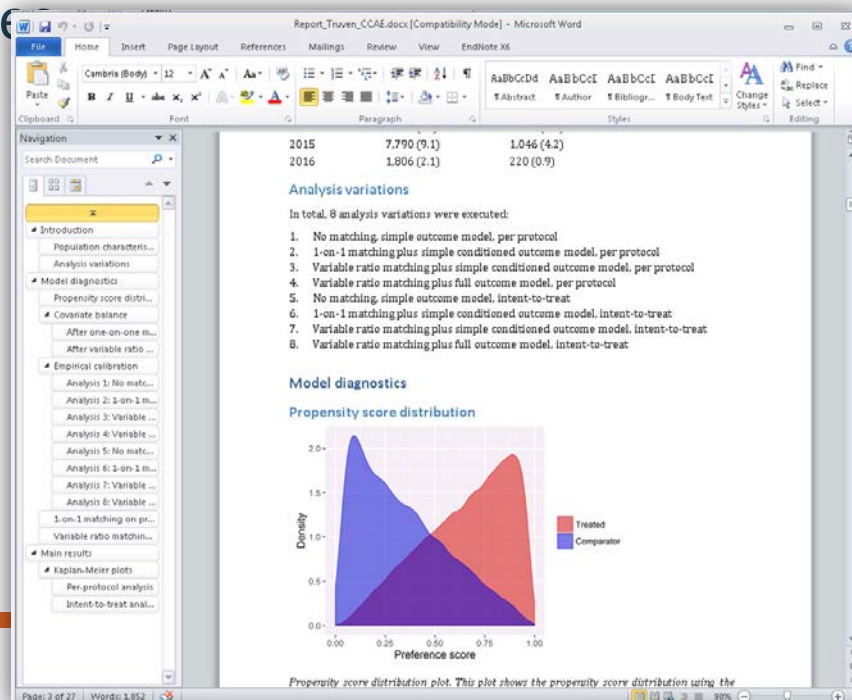 Report_Truven_CCAE.docx [Compatibility Mode] - Microsoft Word
File Home Insert Page Layout References Mailings Review View EndNote X6
Paste
Cambria (Body) 12
Clipboard Font Paragraph Styles Editing
AaBbCcDd AaBbCcI AaBbCcI AaBbCcI
¶ Abstract ¶ Author ¶ Bibliogr... ¶ Body Text
Change Styles
Find
Replace
Select
Navigation
Search Document
Introduction
Population characteris...
Analysis variations
Model diagnostics
Propensity score distri...
Covariate balance
After one-on-one m...
After variable ratio ...
Empirical calibration
Analysis 1: No matc...
Analysis 2: 1-on-1 m...
Analysis 3: Variable ...
Analysis 4: Variable ...
Analysis 5: No matc...
Analysis 6: 1-on-1 m...
Analysis 7: Variable ...
Analysis 8: Variable ...
1-on-1 matching on pr...
Variable ratio matchin...
Main results
Kaplan-Meier plots
Per-protocol analysis
Intent-to-treat anal...
2015 7,790 (9.1) 1,046 (4.2)
2016 1,806 (2.1) 220 (0.9)
Analysis variations
In total, 8 analysis variations were executed:
1. No matching, simple outcome model, per protocol
2. 1-on-1 matching plus simple conditioned outcome model, per protocol
3. Variable ratio matching plus simple conditioned outcome model, per protocol
4. Variable ratio matching plus full outcome model, per protocol
5. No matching, simple outcome model, intent-to-treat
6. 1-on-1 matching plus simple conditioned outcome model, intent-to-treat
7. Variable ratio matching plus simple conditioned outcome model, intent-to-treat
8. Variable ratio matching plus full outcome model, intent-to-treat
Model diagnostics
Propensity score distribution
2.0
1.5
1.0
0.5
0.0
Density
0.00 0.25 0.50 0.75 1.00
Preference score
Treated
Comparator
Propensity score distribution plot. This plot shows the propensity score distribution using the
Page: 3 of 27 Words: 1,852 90%